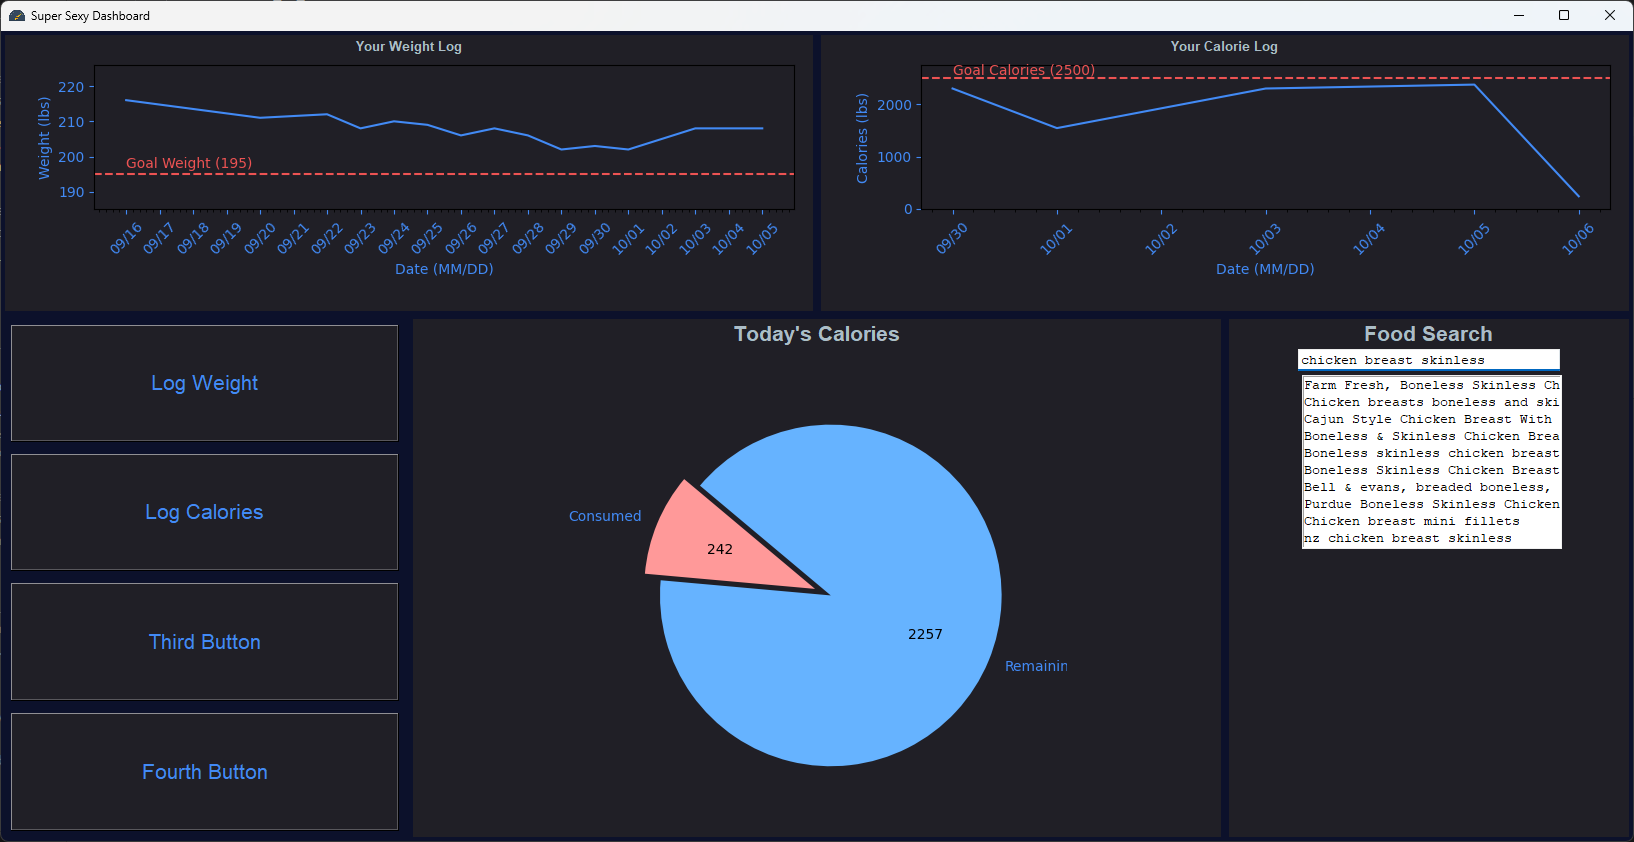 Super Sexy Dashboard
Your Weight Log
220
210
200
190
Weight (lbs)
Goal Weight (195)
09/16
09/17
09/18
09/19
09/20
09/21
09/22
09/23
09/24
09/25
09/26
09/27
09/28
09/29
09/30
10/01
10/02
10/03
10/04
10/05
Date (MM/DD)
Your Calorie Log
Goal Calories (2500)
2000
1000
0
Calories (lbs)
09/30
10/01
10/02
10/03
10/04
10/05
10/06
Date (MM/DD)
Log Weight
Log Calories
Third Button
Fourth Button
Today's Calories
Consumed
242
2257
Remainin
Food Search
chicken breast skinless
Farm Fresh, Boneless Skinless Ch
Chicken breasts boneless and ski
Cajun Style Chicken Breast With
Boneless & Skinless Chicken Brea
Boneless skinless chicken breast
Boneless Skinless Chicken Breast
Bell & evans, breaded boneless,
Purdue Boneless Skinless Chicken
Chicken breast mini fillets
nz chicken breast skinless